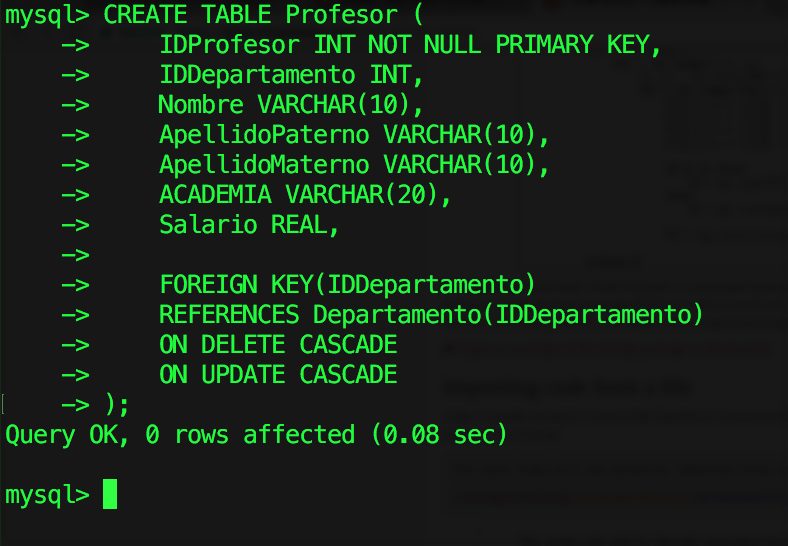 mysql> CREATE TABLE Profesor (
    ->     IDProfesor INT NOT NULL PRIMARY KEY,
    ->     IDDepartamento INT,
    ->     Nombre VARCHAR(10),
    ->     ApellidoPaterno VARCHAR(10),
    ->     ApellidoMaterno VARCHAR(10),
    ->     ACADEMIA VARCHAR(20),
    ->     Salario REAL,
    ->
    ->     FOREIGN KEY(IDDepartamento)
    ->     REFERENCES Departamento(IDDepartamento)
    ->     ON DELETE CASCADE
    ->     ON UPDATE CASCADE
    -> );
Query OK, 0 rows affected (0.08 sec)
mysql>